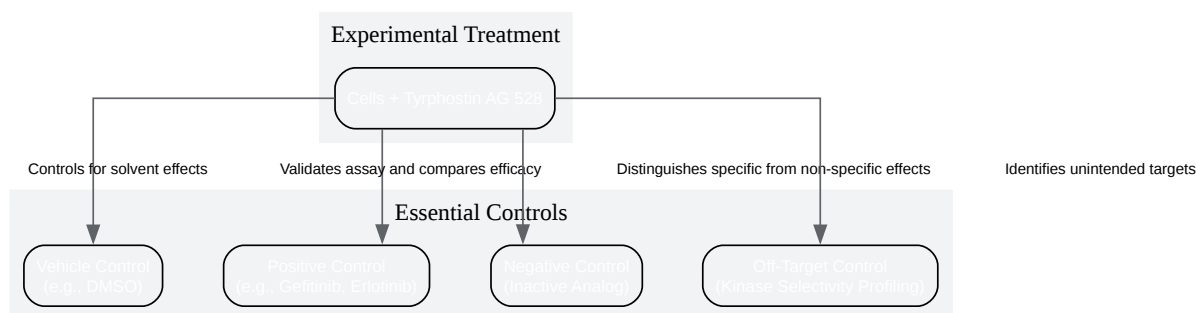 Experimental Treatment
Cells + Tyrphostin AG 528
Controls for solvent effects
Validates assay and compares efficacy
Distinguishes specific from non-specific effects
Identifies unintended targets
Essential Controls
Vehicle Control
(e.g., DMSO)
Positive Control
(e.g., Gefitinib, Erlotinib)
Negative Control
(Inactive Analog)
Off-Target Control
(Kinase Selectivity Profiling)